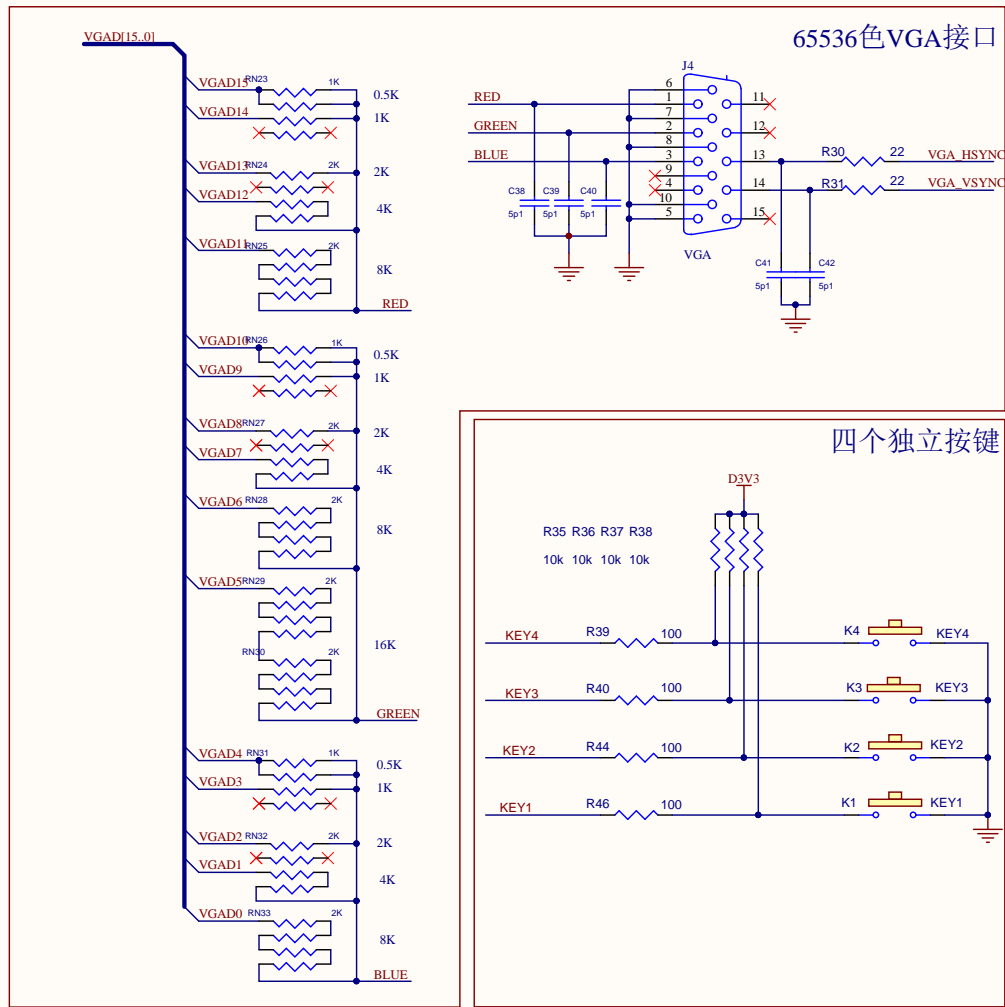 65536色VGA接口
VGAD[15..0]
VGAD15 RN23 1K 0.5K
VGAD14 1K
VGAD13 RN24 2K 2K
VGAD12 4K
VGAD11 RN25 2K
8K
RED
VGAD10 RN26 1K 0.5K
VGAD9 1K
VGAD8 RN27 2K 2K
VGAD7 4K
VGAD6 RN28 2K
8K
VGAD5 RN29 2K
16K
RN30 2K
GREEN
VGAD4 RN31 1K 0.5K
VGAD3 1K
VGAD2 RN32 2K 2K
VGAD1 4K
VGAD0 RN33 2K
8K
BLUE
J4
6
RED 1 11
7
GREEN 2 12
8
BLUE 3 13 R30 22 VGA_HSYNC
9
4 14 R31 22 VGA_VSYNC
10
5 15
C38 C39 C40
5p1 5p1 5p1
VGA
C41 C42
5p1 5p1
四个独立按键
D3V3
R35 R36 R37 R38
10k 10k 10k 10k
KEY4 R39 100 K4 KEY4
KEY3 R40 100 K3 KEY3
KEY2 R44 100 K2 KEY2
KEY1 R46 100 K1 KEY1